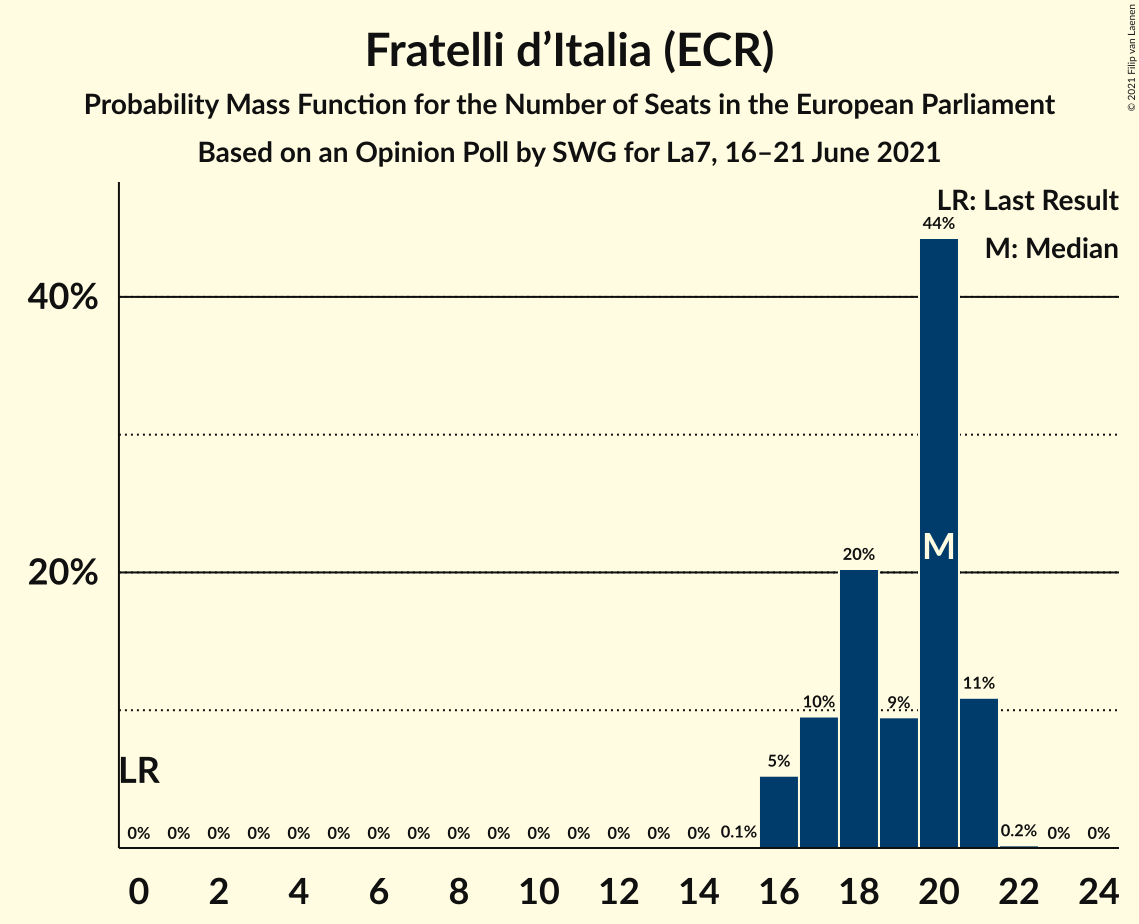 Fratelli d’Italia (ECR)
Probability Mass Function for the Number of Seats in the European Parliament
Based on an Opinion Poll by SWG for La7, 16–21 June 2021
© 2021 Filip van Laenen
LR: Last Result
M: Median
44%
40%
20%
M
20%
11%
10%
9%
5%
LR
0% 0% 0% 0% 0% 0% 0% 0% 0% 0% 0% 0% 0% 0% 0% 0.1% 0.2% 0% 0%
0 2 4 6 8 10 12 14 16 18 20 22 24